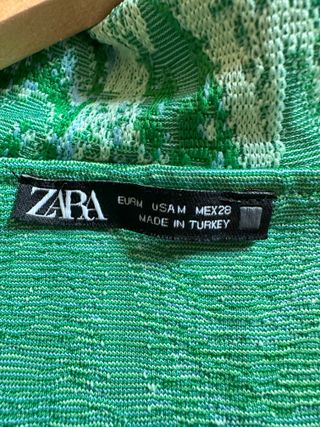 ZARA
EUR M USA M MEX 28
MADE IN TURKEY